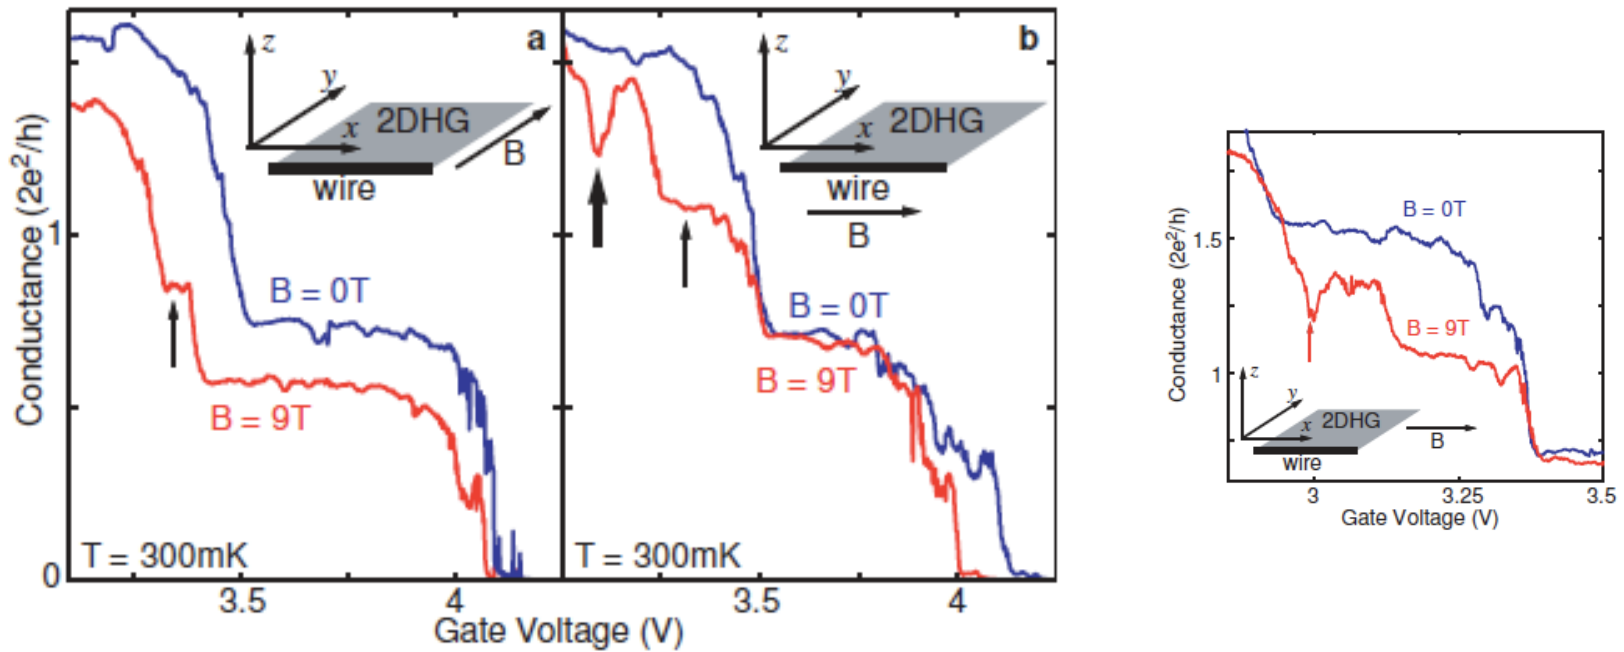 a
z
y
x
2DHG
B
wire
B = 0T
B = 9T
T = 300mK
Conductance (2e²/h)
1
0
3.5
4
b
z
y
x
2DHG
wire
B
B = 0T
B = 9T
T = 300mK
3.5
4
Gate Voltage (V)
B = 0T
B = 9T
Conductance (2e²/h)
1.5
1
z
y
x
2DHG
B
wire
3
3.25
3.5
Gate Voltage (V)